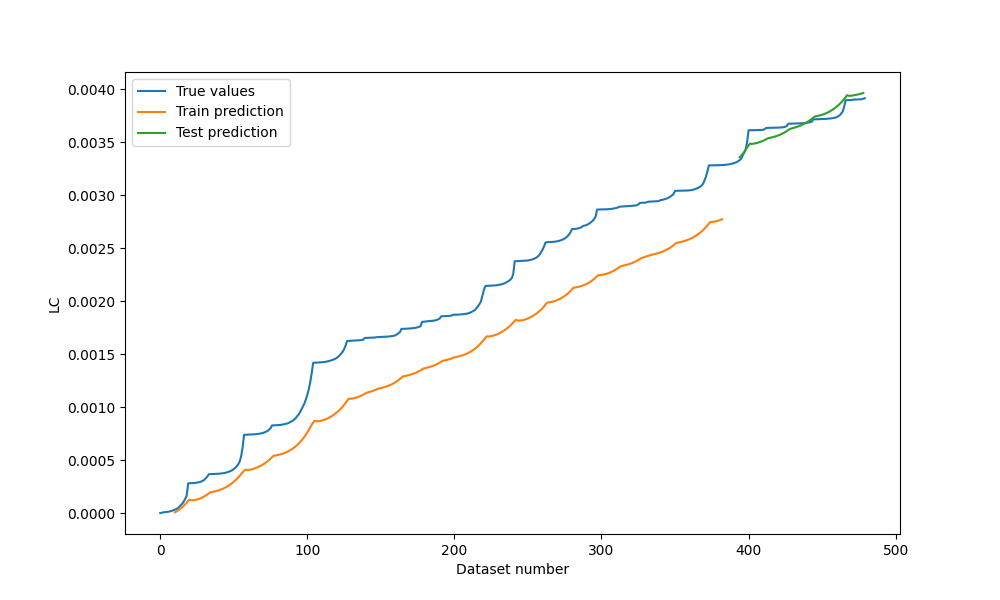 True values
Train prediction
Test prediction
0.0040
0.0035
0.0030
0.0025
0.0020
0.0015
0.0010
0.0005
0.0000
LC
0 100 200 300 400 500
Dataset number